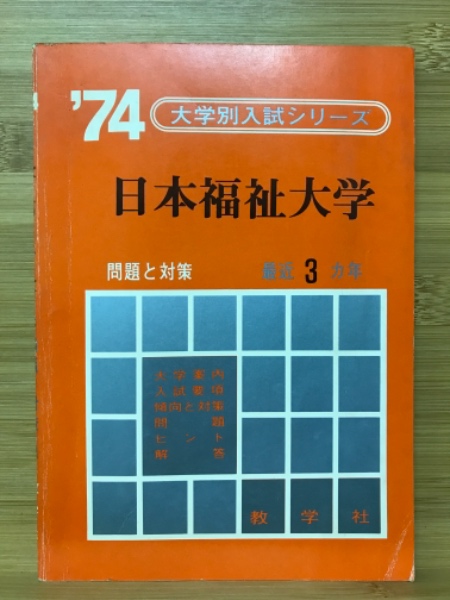 '74 大学別入試シリーズ
日本福祉大学
問題と対策 最近 3 カ年
大学案内
入試要項
傾向と対策
問題
ヒント
解答
教学社